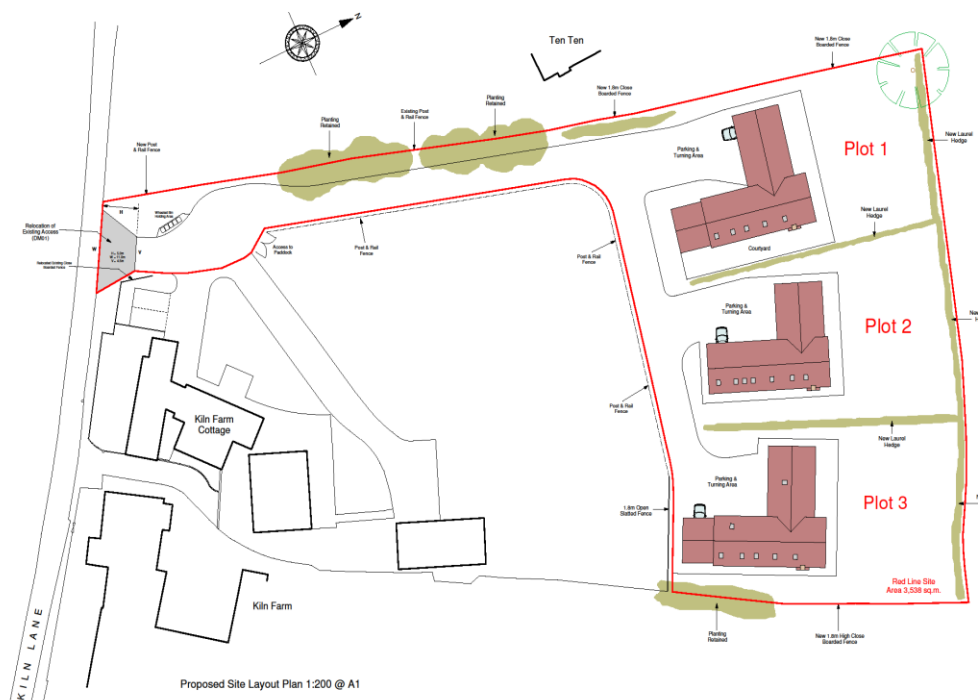 N
Ten Ten
New 1.8m Close
Boarded Fence
New 1.8m Close
Boarded Fence
Existing Post
& Rail Fence
Planting
Retained
Planting
Retained
New Post
& Rail Fence
New Laurel
Hedge
Parking &
Turning Area
Plot 1
H
Relocation of
Existing Access
(DM01)
W
V
Access to
Paddock
Post & Rail
Fence
Post & Rail
Fence
New Laurel
Hedge
Courtyard
Relocated Existing Close
Boarded Fence
Parking &
Turning Area
Plot 2
Post & Rail
Fence
Kiln Farm
Cottage
New Laurel
Hedge
Parking &
Turning Area
Plot 3
1.8m Open
Slatted Fence
Red Line Site
Area 3,538 sq.m.
Kiln Farm
Planting
Retained
New 1.8m High Close
Boarded Fence
KILN LANE
Proposed Site Layout Plan 1:200 @ A1